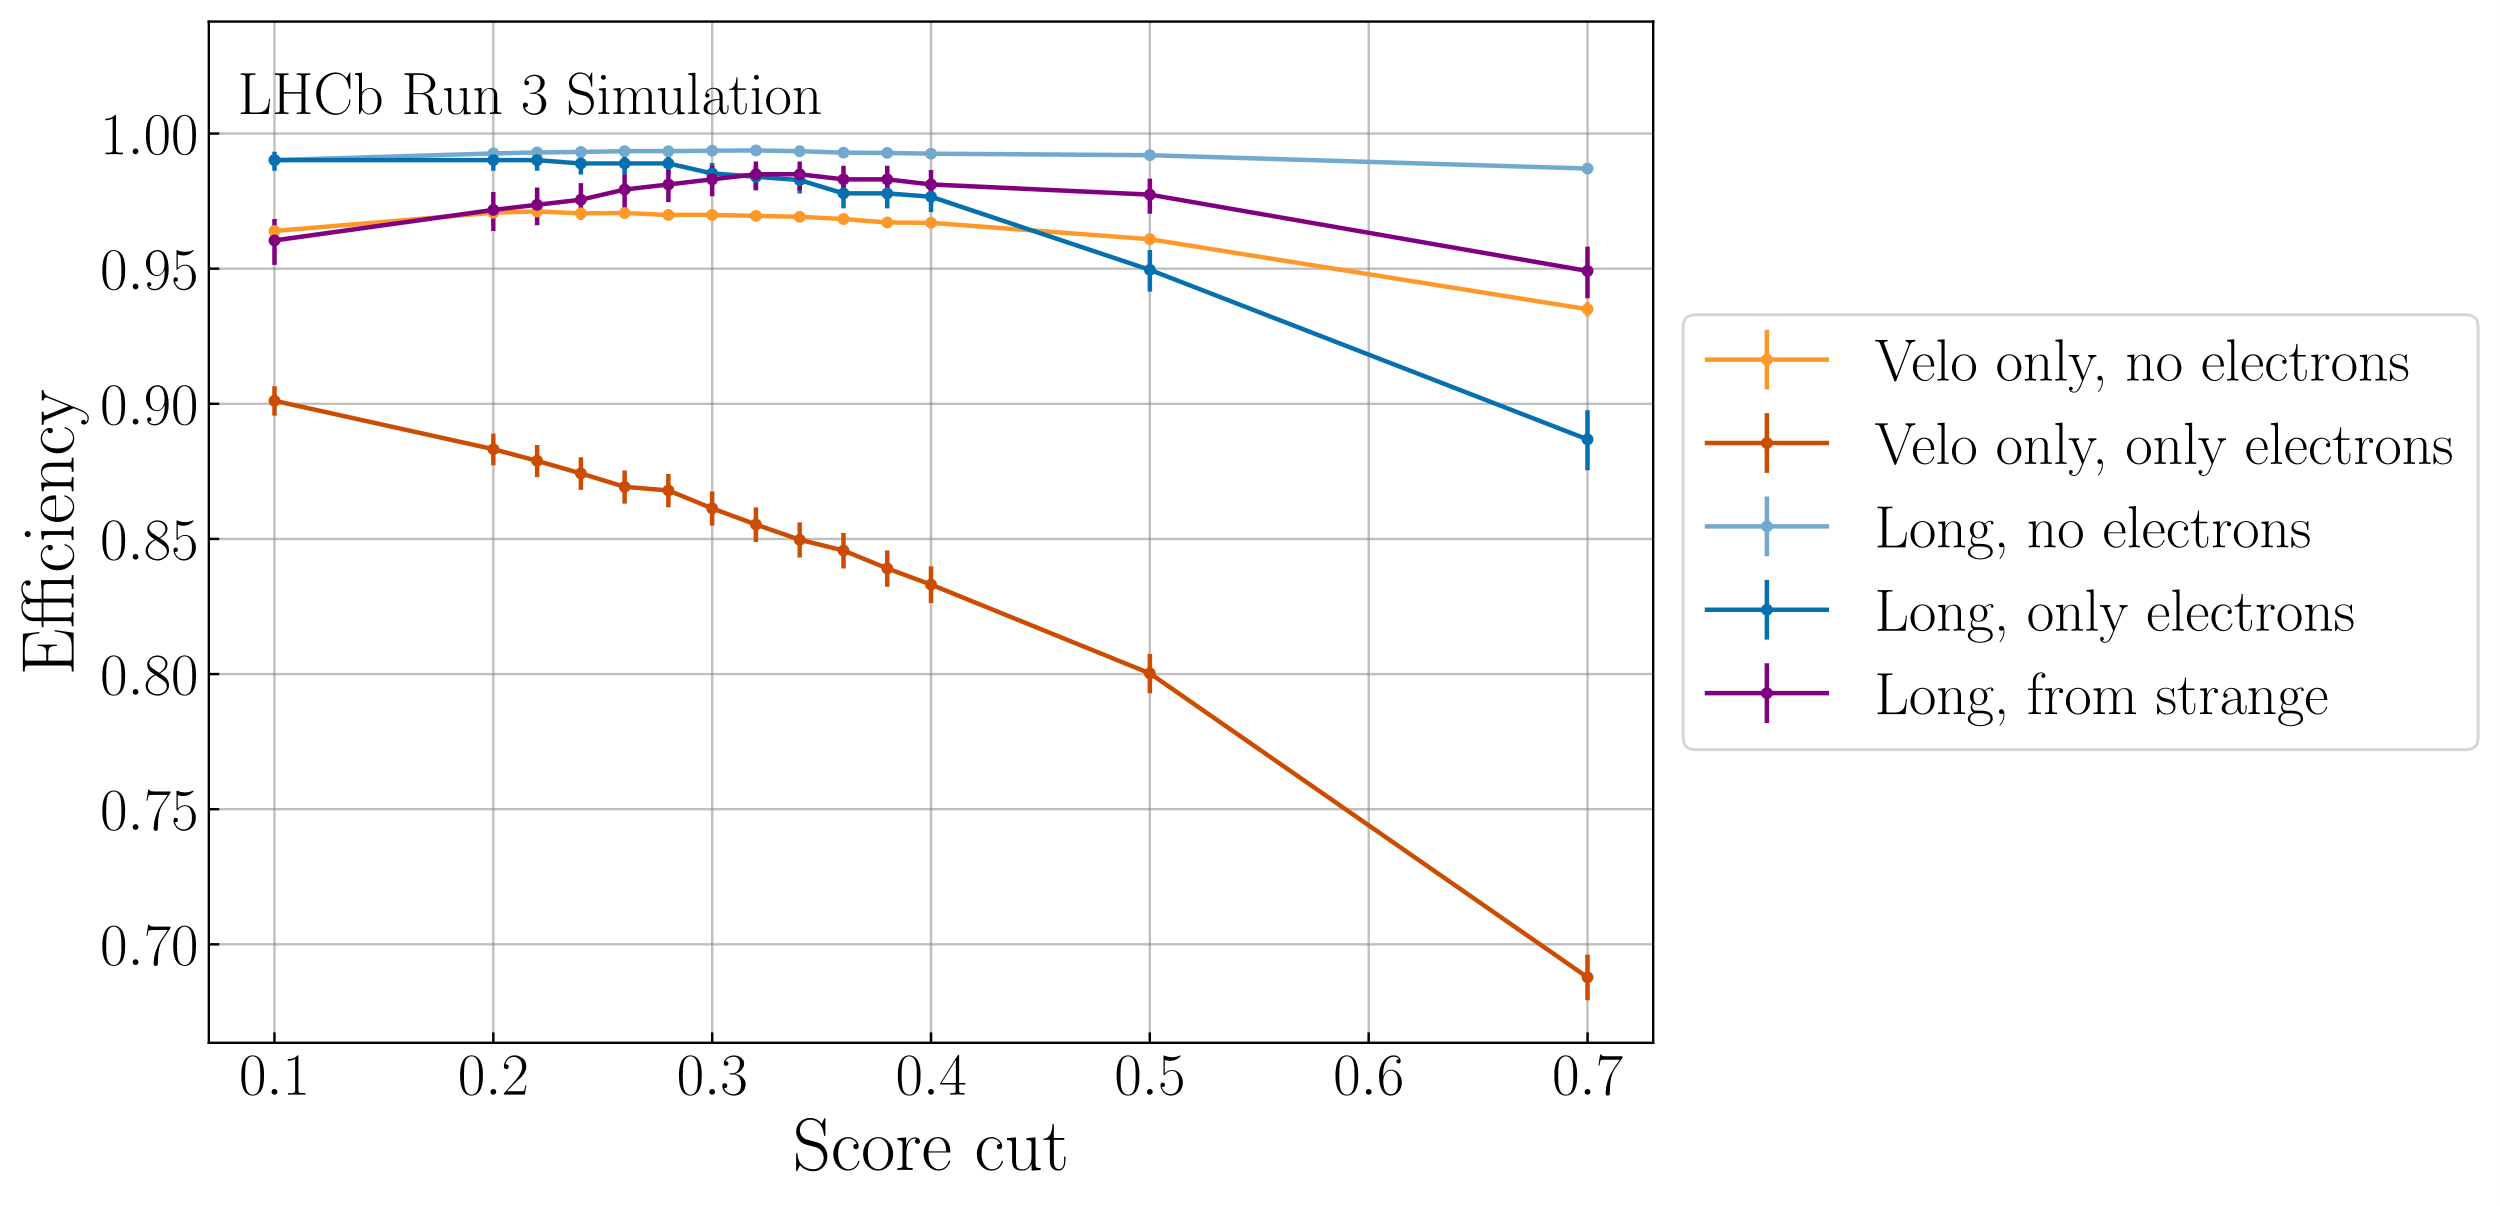 LHCb Run 3 Simulation
1.00
0.95
0.90
0.85
0.80
0.75
0.70
Efficiency
0.1 0.2 0.3 0.4 0.5 0.6 0.7
Score cut
Velo only, no electrons
Velo only, only electrons
Long, no electrons
Long, only electrons
Long, from strange